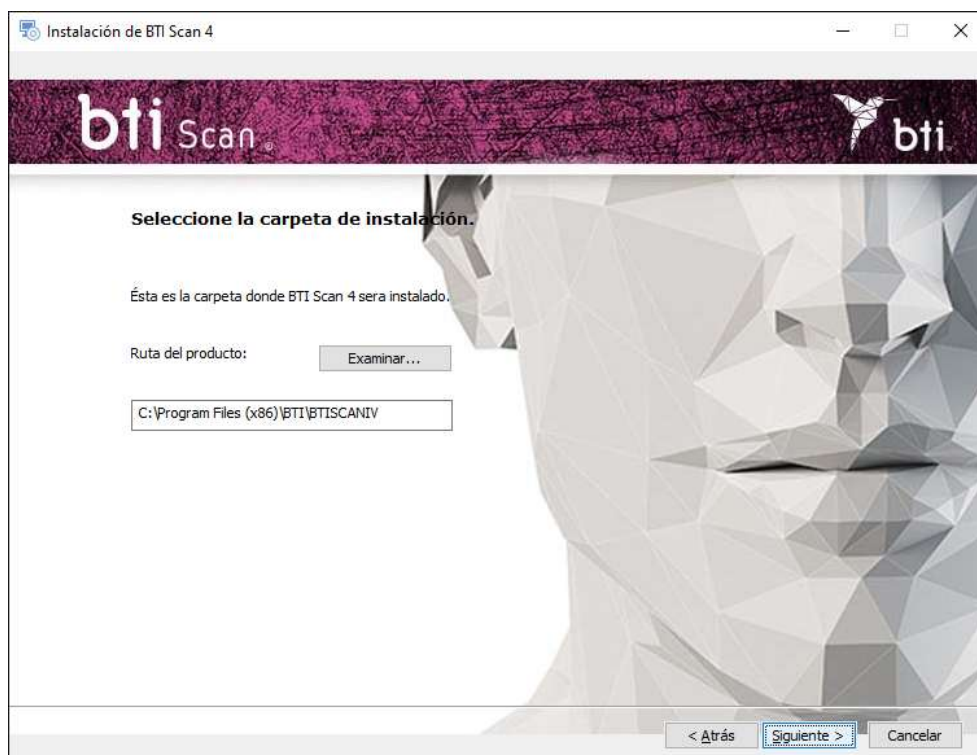 Instalación de BTI Scan 4
bti Scan®
bti
Seleccione la carpeta de instalación.
Ésta es la carpeta donde BTI Scan 4 sera instalado.
Ruta del producto:
Examinar...
C:\Program Files (x86)\BTI\BTISCANIV
< Atrás
Siguiente >
Cancelar